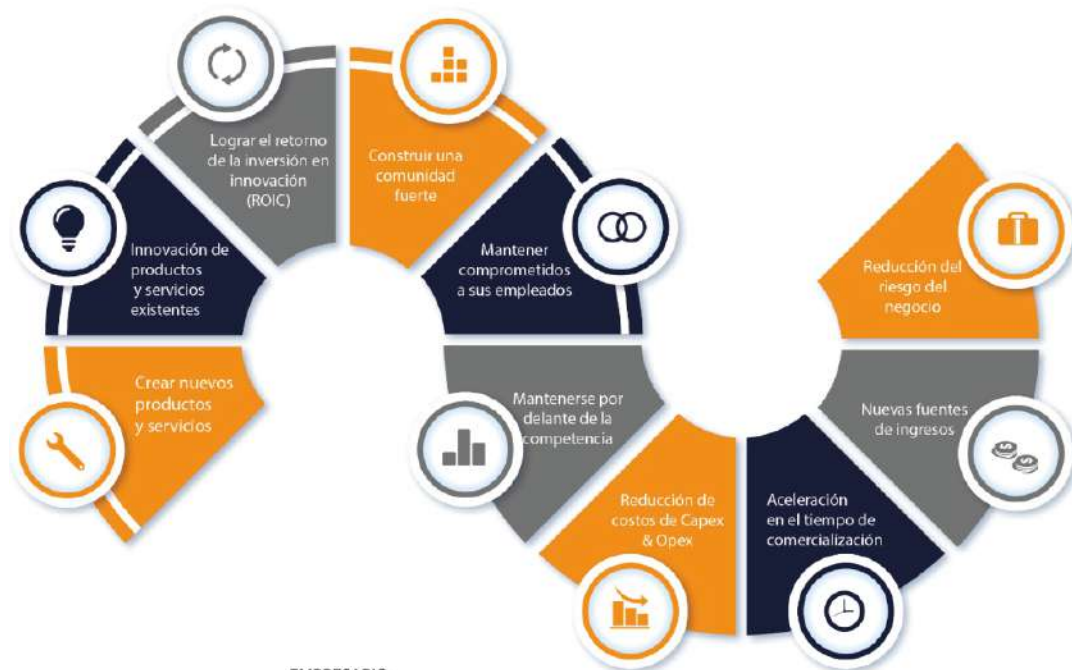 Crear nuevos
productos
y servicios
Innovación de
productos
y servicios
existentes
Lograr el retorno
de la inversión en
innovación
(ROIC)
Construir una
comunidad
fuerte
Mantener
comprometidos
a sus empleados
Mantenerse por
delante de la
competencia
Reducción de
costos de Capex
& Opex
Aceleración
en el tiempo de
comercialización
Nuevas fuentes
de ingresos
Reducción del
riesgo del
negocio